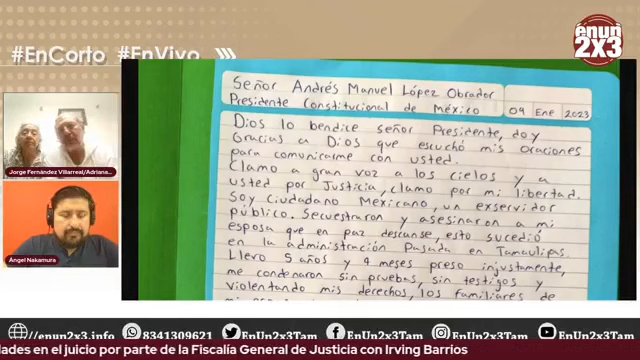 #EnCorto #EnVivo
énun
2x3
Señor Andrés Manuel López Obrador
Presidente Constitucional de México
09 Ene 2023
Dios lo bendice señor Presidente, doy
Gracias a Dios que escuchó mis oraciones
para comunicarme con usted.
Clamo a gran voz a los cielos y a
usted por Justicia, clamo por mi libertad.
Soy ciudadano Mexicano, un exservidor
público. Secuestraron y asesinaron a mi
esposa que en paz descanse, esto sucedió
en la administración Pasada en Tamaulipas.
Llevo 5 años y 4 meses preso injustamente,
me condenaron sin pruebas, sin testigos y
violentando mis derechos, los familiares de
Jorge Fernández Villarreal/Adriana
Ángel Nakamura
//enun2x3.info
8341309621
EnUn2x3Tam
EnUn2x3Tam
EnUn2x3Tam
dades en el juicio por parte de la Fiscalía General de Justicia con Irving Barrios